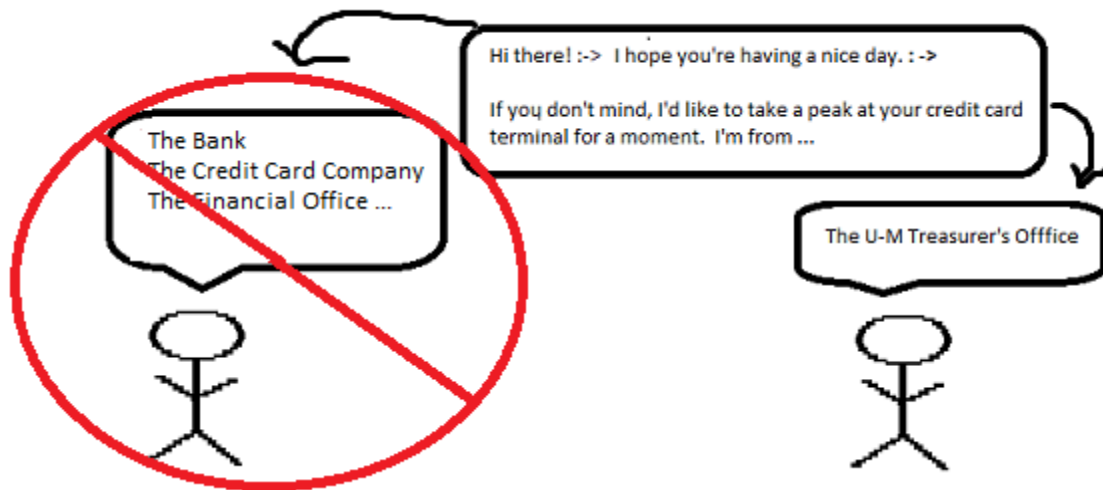 Hi there! :-> I hope you're having a nice day. : ->
If you don't mind, I'd like to take a peak at your credit card
terminal for a moment. I'm from ...
The Bank
The Credit Card Company
The Financial Office ...
The U-M Treasurer's Offfice